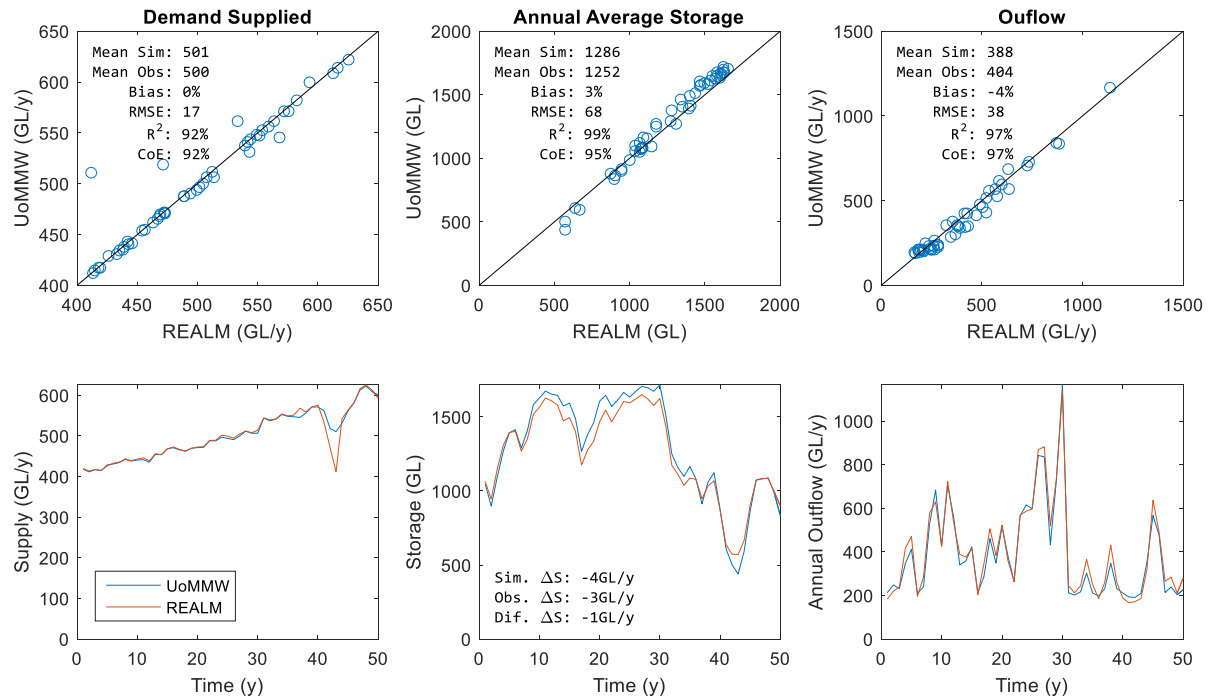 Demand Supplied
Mean Sim: 501
Mean Obs: 500
Bias: 0%
RMSE: 17
R²: 92%
CoE: 92%
650
600
550
500
450
400
400 450 500 550 600 650
UoMMW (GL/y)
REALM (GL/y)
Annual Average Storage
Mean Sim: 1286
Mean Obs: 1252
Bias: 3%
RMSE: 68
R²: 99%
CoE: 95%
2000
1500
1000
500
0
0 500 1000 1500 2000
UoMMW (GL)
REALM (GL)
Ouflow
Mean Sim: 388
Mean Obs: 404
Bias: -4%
RMSE: 38
R²: 97%
CoE: 97%
1500
1000
500
0
0 500 1000 1500
UoMMW (GL/y)
REALM (GL/y)
600
500
400
300
200
100
0
0 10 20 30 40 50
Supply (GL/y)
Time (y)
UoMMW
REALM
1500
1000
500
0
0 10 20 30 40 50
Storage (GL)
Time (y)
Sim. ΔS: -4GL/y
Obs. ΔS: -3GL/y
Dif. ΔS: -1GL/y
1000
800
600
400
200
0
0 10 20 30 40 50
Annual Outflow (GL/y)
Time (y)